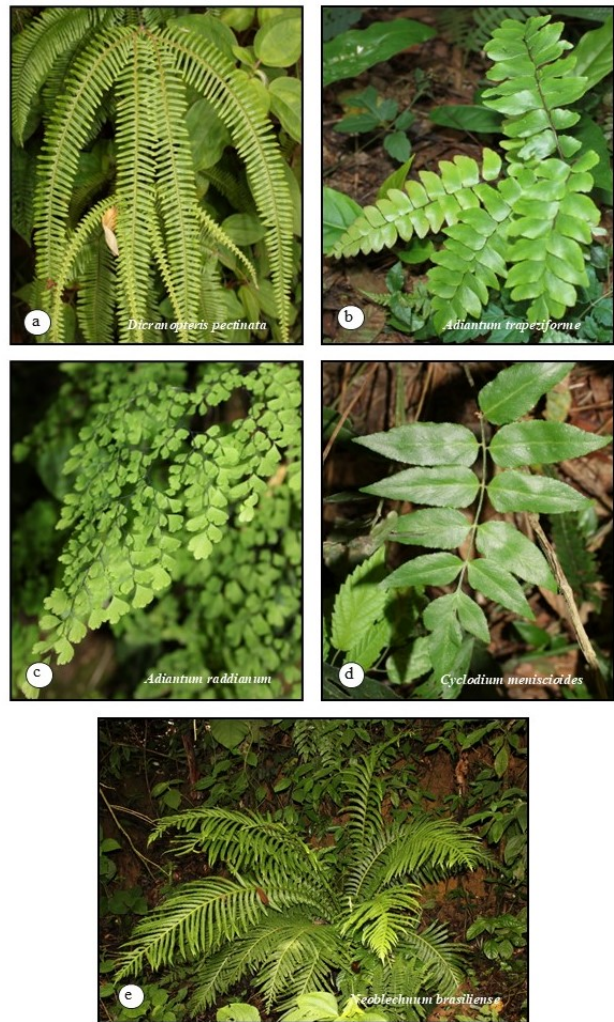 a
Dicranopteris pectinata
b
Adiantum trapeziforme
c
Adiantum raddianum
d
Cyclodium meniscioides
e
Neoblechnum brasiliense